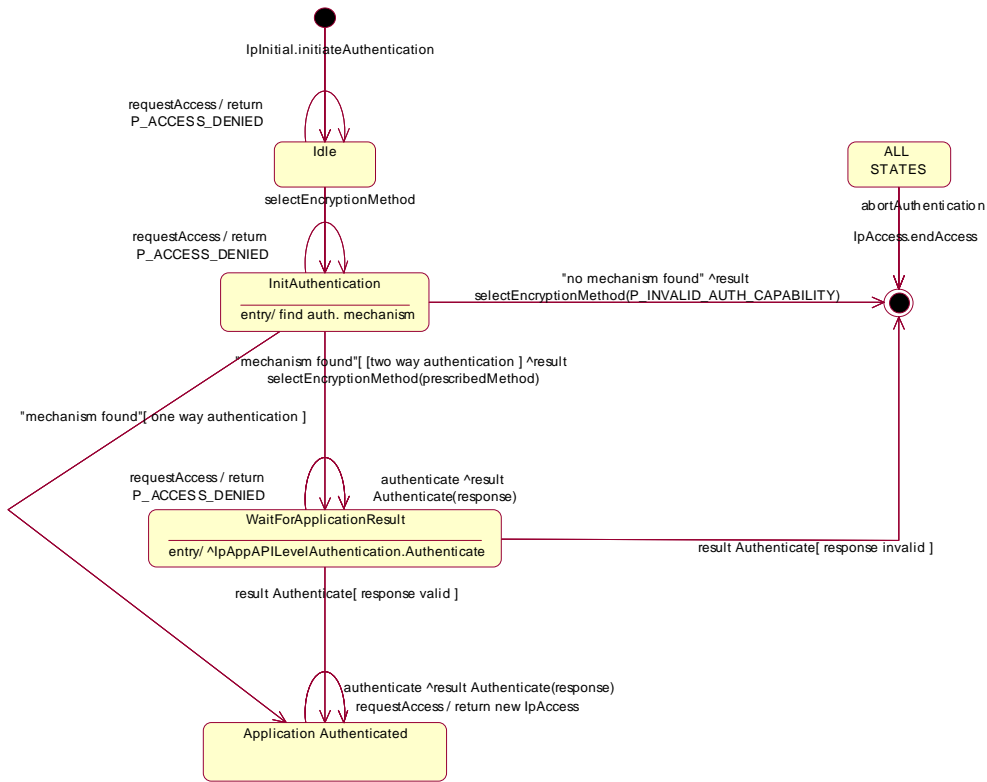 IpInitial.initiateAuthentication
requestAccess / return
P_ACCESS_DENIED
Idle
ALL
STATES
selectEncryptionMethod
abortAuthentication
requestAccess / return
P_ACCESS_DENIED
IpAccess.endAccess
InitAuthentication
entry/ find auth. mechanism
"no mechanism found" ^result
selectEncryptionMethod(P_INVALID_AUTH_CAPABILITY)
"mechanism found"[ [two way authentication ] ^result
selectEncryptionMethod(prescribedMethod)
"mechanism found"[ one way authentication ]
requestAccess / return
P_ACCESS_DENIED
authenticate ^result
Authenticate(response)
WaitForApplicationResult
entry/ ^IpAppAPILevelAuthentication.Authenticate
result Authenticate[ response invalid ]
result Authenticate[ response valid ]
authenticate ^result Authenticate(response)
requestAccess / return new IpAccess
Application Authenticated